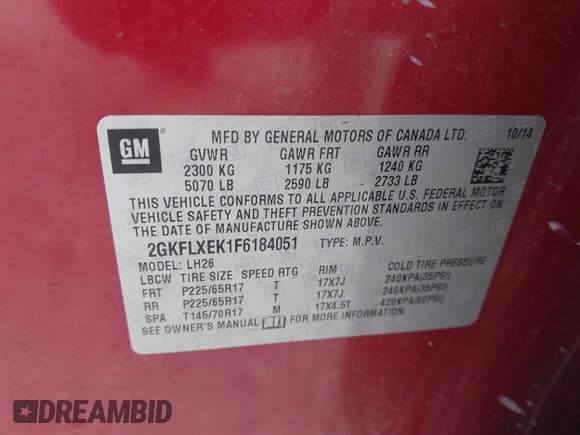 GM
MFD BY GENERAL MOTORS OF CANADA LTD. 10/14
GVWR GAWR FRT GAWR RR
2300 KG 1175 KG 1240 KG
5070 LB 2590 LB 2733 LB
THIS VEHICLE CONFORMS TO ALL APPLICABLE U.S. FEDERAL MOTOR
VEHICLE SAFETY AND THEFT PREVENTION STANDARDS IN EFFECT ON
THE DATE OF MANUFACTURE SHOWN ABOVE.
2GKFLXEK1F6184051 TYPE: M.P.V.
MODEL: LH26
LBCW TIRE SIZE SPEED RTG RIM COLD TIRE PRESSURE
FRT P225/65R17 T 17X7J 240KPA(35PSI)
RR P225/65R17 T 17X7J 240KPA(35PSI)
SPA T145/70R17 M 17X4.5T 420KPA(60PSI)
SEE OWNER'S MANUAL FOR MORE INFORMATION.
DREAMBID